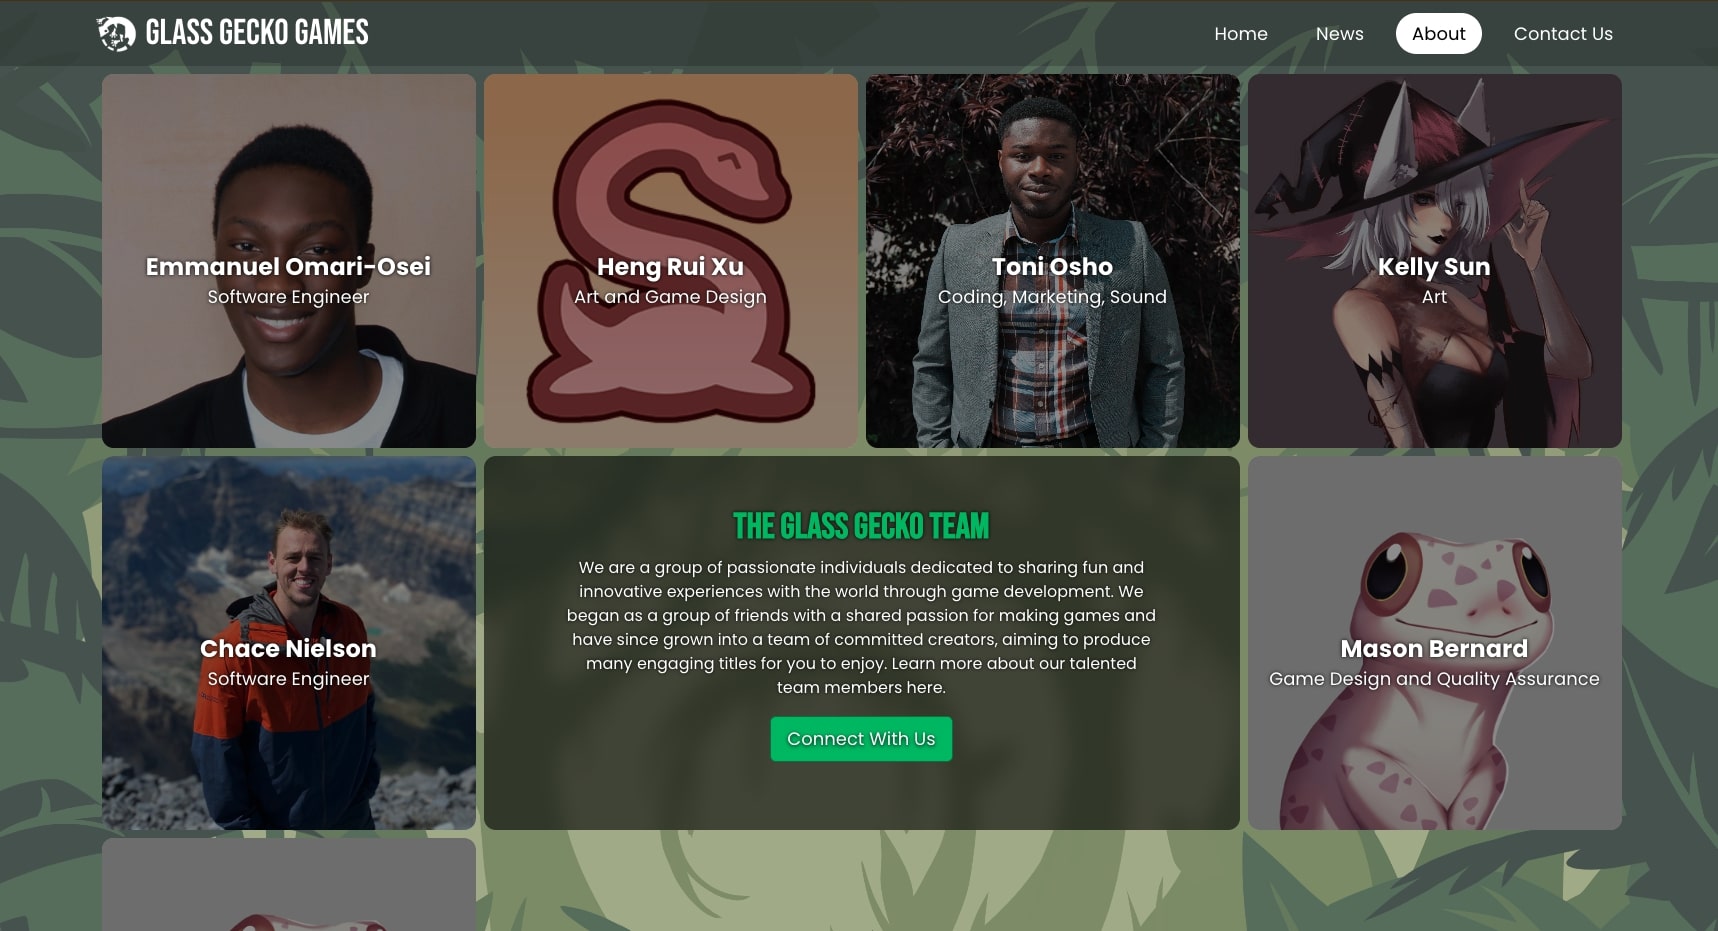 GLASS GECKO GAMES
Home
News
About
Contact Us
Emmanuel Omari-Osei
Software Engineer
Heng Rui Xu
Art and Game Design
Toni Osho
Coding, Marketing, Sound
Kelly Sun
Art
Chace Nielson
Software Engineer
THE GLASS GECKO TEAM
We are a group of passionate individuals dedicated to sharing fun and
innovative experiences with the world through game development. We
began as a group of friends with a shared passion for making games and
have since grown into a team of committed creators, aiming to produce
many engaging titles for you to enjoy. Learn more about our talented
team members here.
Connect With Us
Mason Bernard
Game Design and Quality Assurance